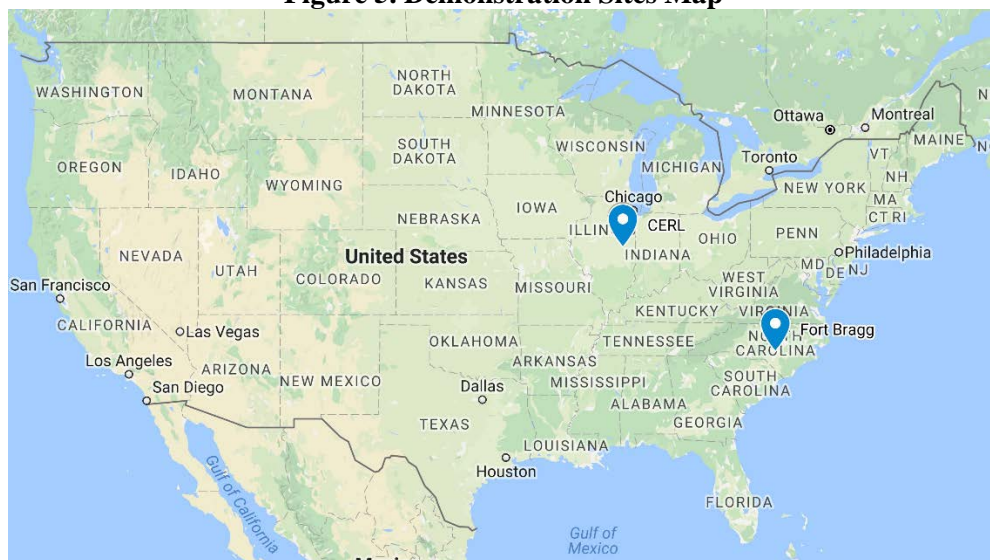 Figure 3. Demonstration Sites Map
WASHINGTON
MONTANA
NORTH
DAKOTA
MINNESOTA
Ottawa
Montreal
MAINE
OREGON
IDAHO
WYOMING
SOUTH
DAKOTA
WISCONSIN
MICHIGAN
Toronto
VT
NH
NEW YORK
MA
CT RI
NEVADA
UTAH
COLORADO
NEBRASKA
IOWA
Chicago
CERL
INDIANA
OHIO
PENN
Philadelphia
MD
DE
NJ
United States
KANSAS
MISSOURI
WEST
VIRGINIA
KENTUCKY
VIRGINIA
San Francisco
CALIFORNIA
Las Vegas
Los Angeles
San Diego
ARIZONA
NEW MEXICO
OKLAHOMA
ARKANSAS
TENNESSEE
Fort Bragg
NORTH
CAROLINA
SOUTH
CAROLINA
Dallas
TEXAS
MISSISSIPPI
ALABAMA
GEORGIA
LOUISIANA
Houston
FLORIDA
Gulf of California
Gulf of
Mexico